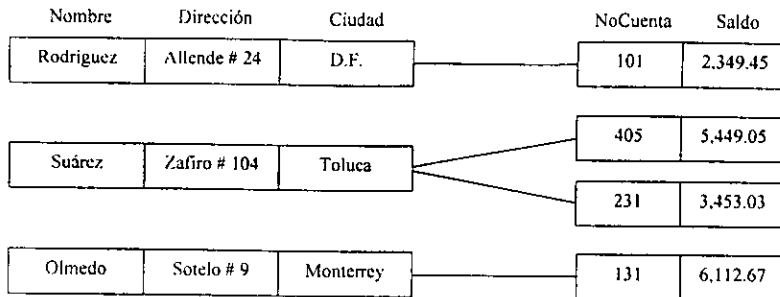 Nombre Dirección Ciudad NoCuenta Saldo
Rodriguez Allende # 24 D.F. 101 2,349.45
405 5,449.05
Suárez Zafiro # 104 Toluca
231 3,453.03
Olmedo Sotelo # 9 Monterrey 131 6,112.67